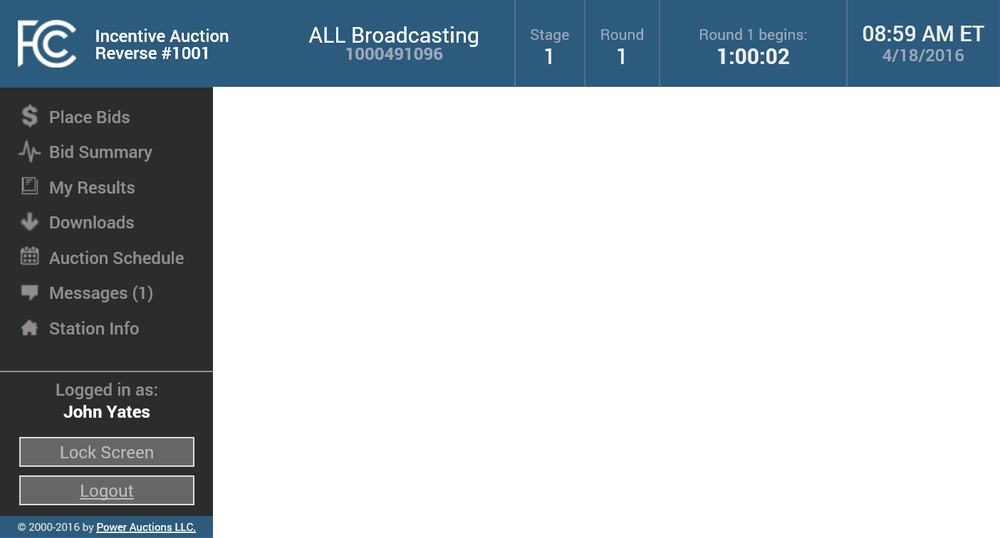 FCC
Incentive Auction
Reverse #1001
ALL Broadcasting
1000491096
Stage
1
Round
1
Round 1 begins:
1:00:02
08:59 AM ET
4/18/2016
$ Place Bids
Bid Summary
My Results
Downloads
Auction Schedule
Messages (1)
Station Info
Logged in as:
John Yates
Lock Screen
Logout
© 2000-2016 by Power Auctions LLC.